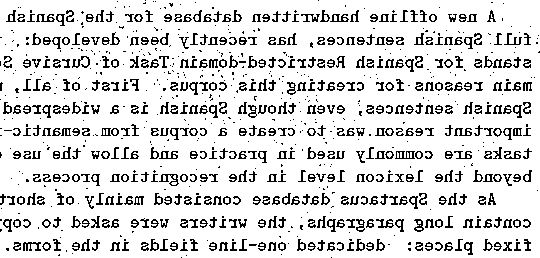 A new offline handwritten database for the Spanish
full Spanish sentences, has recently been developed:
stands for Spanish Restricted-domain Task of Cursive
main reasons for creating this corpus. First of all,
Spanish sentences, even though Spanish is a widespread
important reason was to create a corpus from semantic-
tasks are commonly used in practice and allow the use
beyond the lexicon level in the recognition process.
As the Spartacus database consisted mainly of short
contain long paragraphs, the writers were asked to copy
fixed places: dedicated one-line fields in the forms.